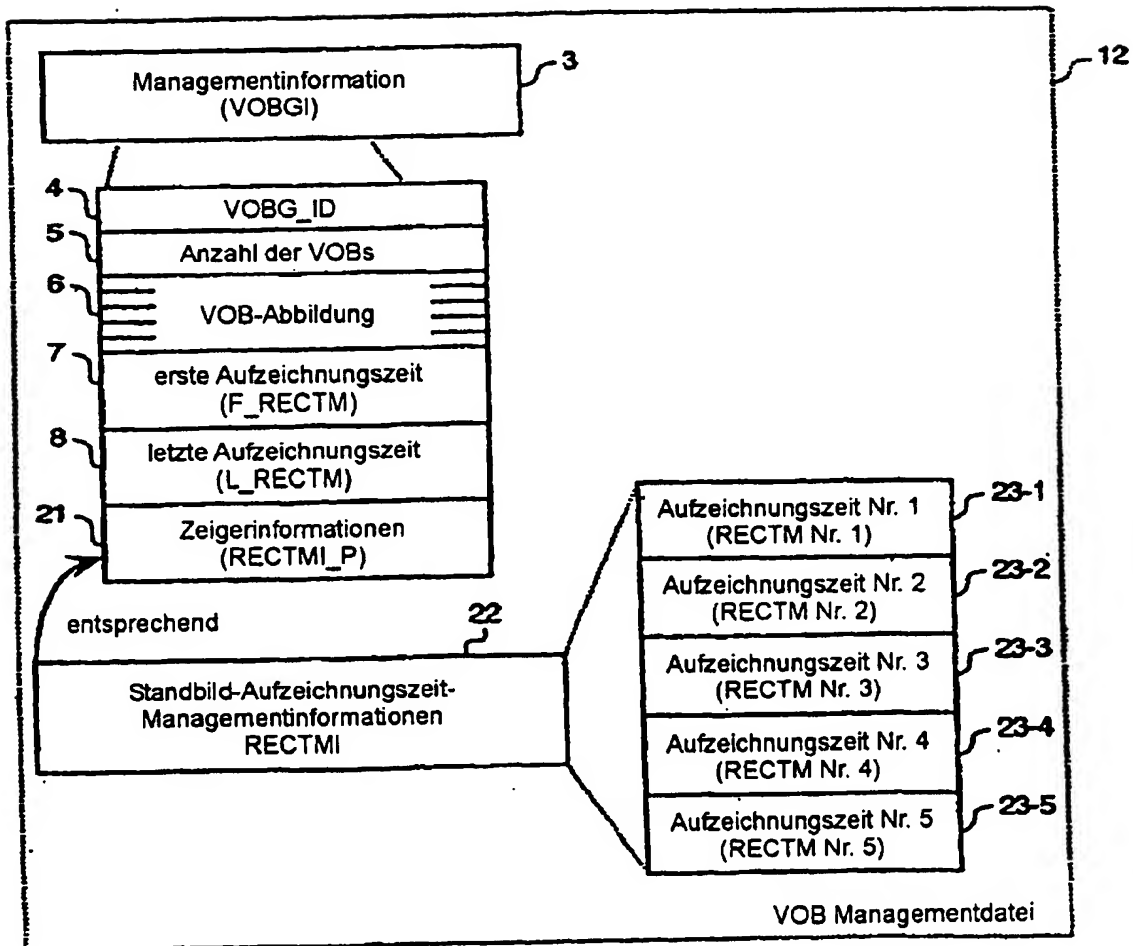 Managementinformation
(VOBGI)
3
12
4
VOBG_ID
5
Anzahl der VOBs
6
VOB-Abbildung
7
erste Aufzeichnungszeit
(F_RECTM)
8
letzte Aufzeichnungszeit
(L_RECTM)
21
Zeigerinformationen
(RECTMI_P)
entsprechend
22
Standbild-Aufzeichnungszeit-
Managementinformationen
RECTMI
Aufzeichnungszeit Nr. 1
(RECTM Nr. 1)
23-1
Aufzeichnungszeit Nr. 2
(RECTM Nr. 2)
23-2
Aufzeichnungszeit Nr. 3
(RECTM Nr. 3)
23-3
Aufzeichnungszeit Nr. 4
(RECTM Nr. 4)
23-4
Aufzeichnungszeit Nr. 5
(RECTM Nr. 5)
23-5
VOB Managementdatei